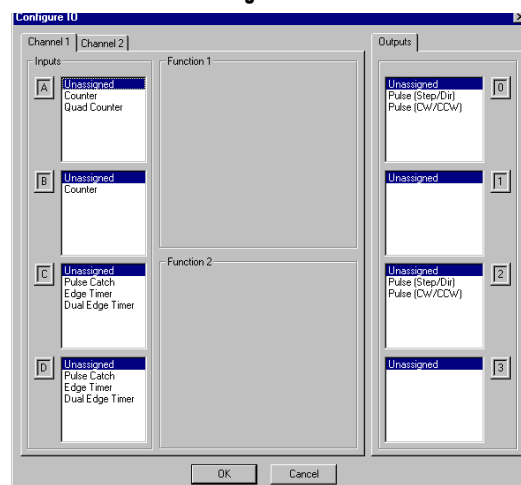 Configure IO
Channel 1 Channel 2
Outputs
Inputs
Function 1
A
Unassigned
Counter
Quad Counter
B
Unassigned
Counter
C
Unassigned
Pulse Catch
Edge Timer
Dual Edge Timer
D
Unassigned
Pulse Catch
Edge Timer
Dual Edge Timer
Function 2
Unassigned
Pulse (Step/Dir)
Pulse (CW/CCW)
0
Unassigned
1
Unassigned
Pulse (Step/Dir)
Pulse (CW/CCW)
2
Unassigned
3
OK Cancel